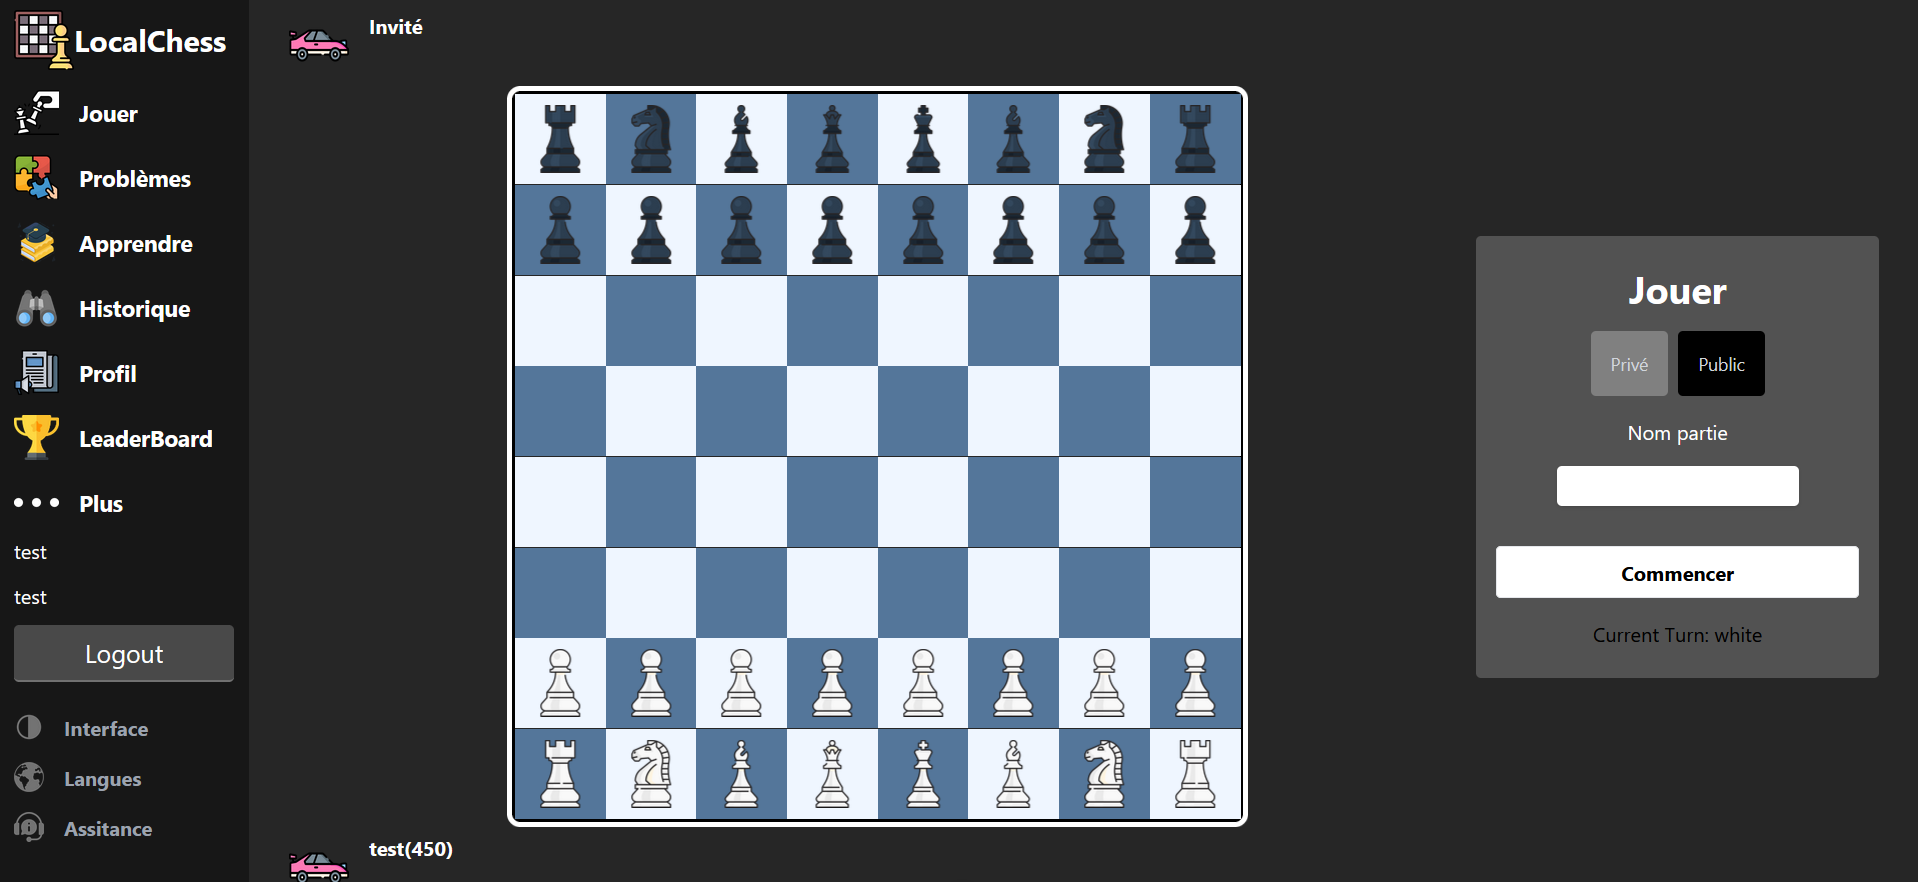 LocalChess
Jouer
Problèmes
Apprendre
Historique
Profil
LeaderBoard
Plus
test
test
Logout
Interface
Langues
Assitance
Invité
test(450)
Jouer
Privé
Public
Nom partie
Commencer
Current Turn: white